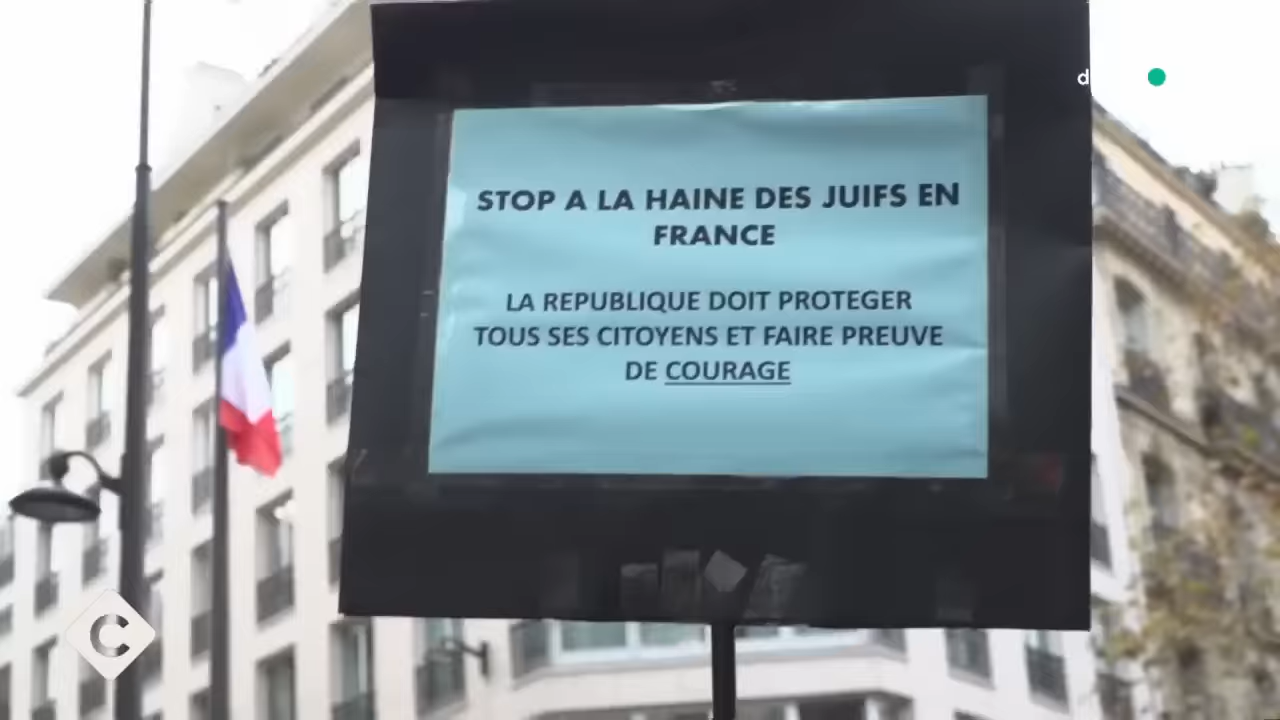 STOP A LA HAINE DES JUIFS EN
FRANCE
LA REPUBLIQUE DOIT PROTEGER
TOUS SES CITOYENS ET FAIRE PREUVE
DE COURAGE
C